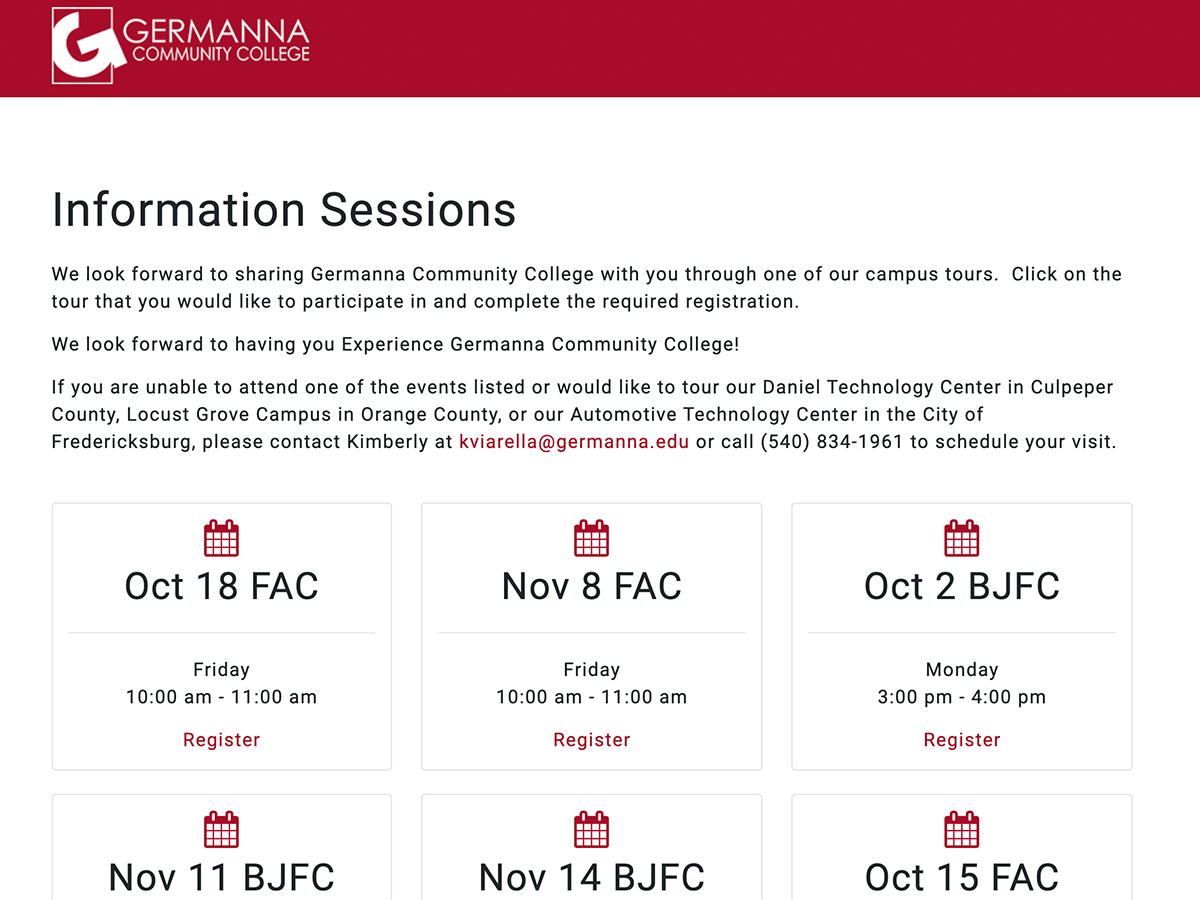 GERMANNA
COMMUNITY COLLEGE
Information Sessions
We look forward to sharing Germanna Community College with you through one of our campus tours.  Click on the
tour that you would like to participate in and complete the required registration.
We look forward to having you Experience Germanna Community College!
If you are unable to attend one of the events listed or would like to tour our Daniel Technology Center in Culpeper
County, Locust Grove Campus in Orange County, or our Automotive Technology Center in the City of
Fredericksburg, please contact Kimberly at kviarella@germanna.edu or call (540) 834-1961 to schedule your visit.
Oct 18 FAC
Friday
10:00 am - 11:00 am
Register
Nov 8 FAC
Friday
10:00 am - 11:00 am
Register
Oct 2 BJFC
Monday
3:00 pm - 4:00 pm
Register
Nov 11 BJFC
Nov 14 BJFC
Oct 15 FAC